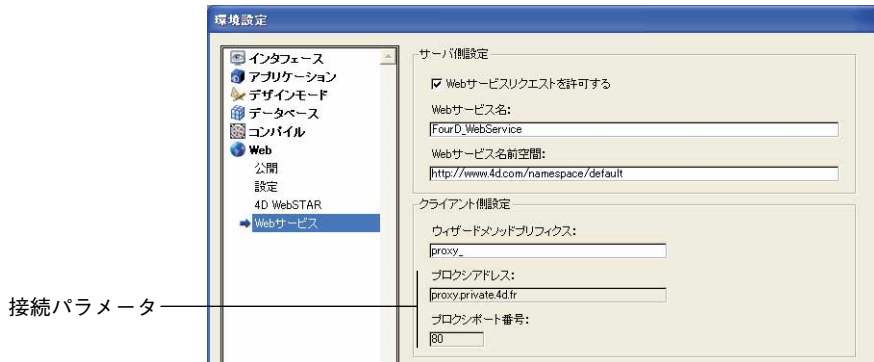 環境設定
インタフェース
アプリケーション
デザインモード
データベース
コンパイル
Web
公開
設定
4D WebSTAR
Webサービス
サーバ側設定
Webサービスリクエストを許可する
Webサービス名:
FourD_WebService
Webサービス名前空間:
http://www.4d.com/namespace/default
クライアント側設定
ウィザードメソッドプリフィクス:
proxy_
プロクシアドレス:
proxy.private.4d.fr
プロクシポート番号:
80
接続パラメータ